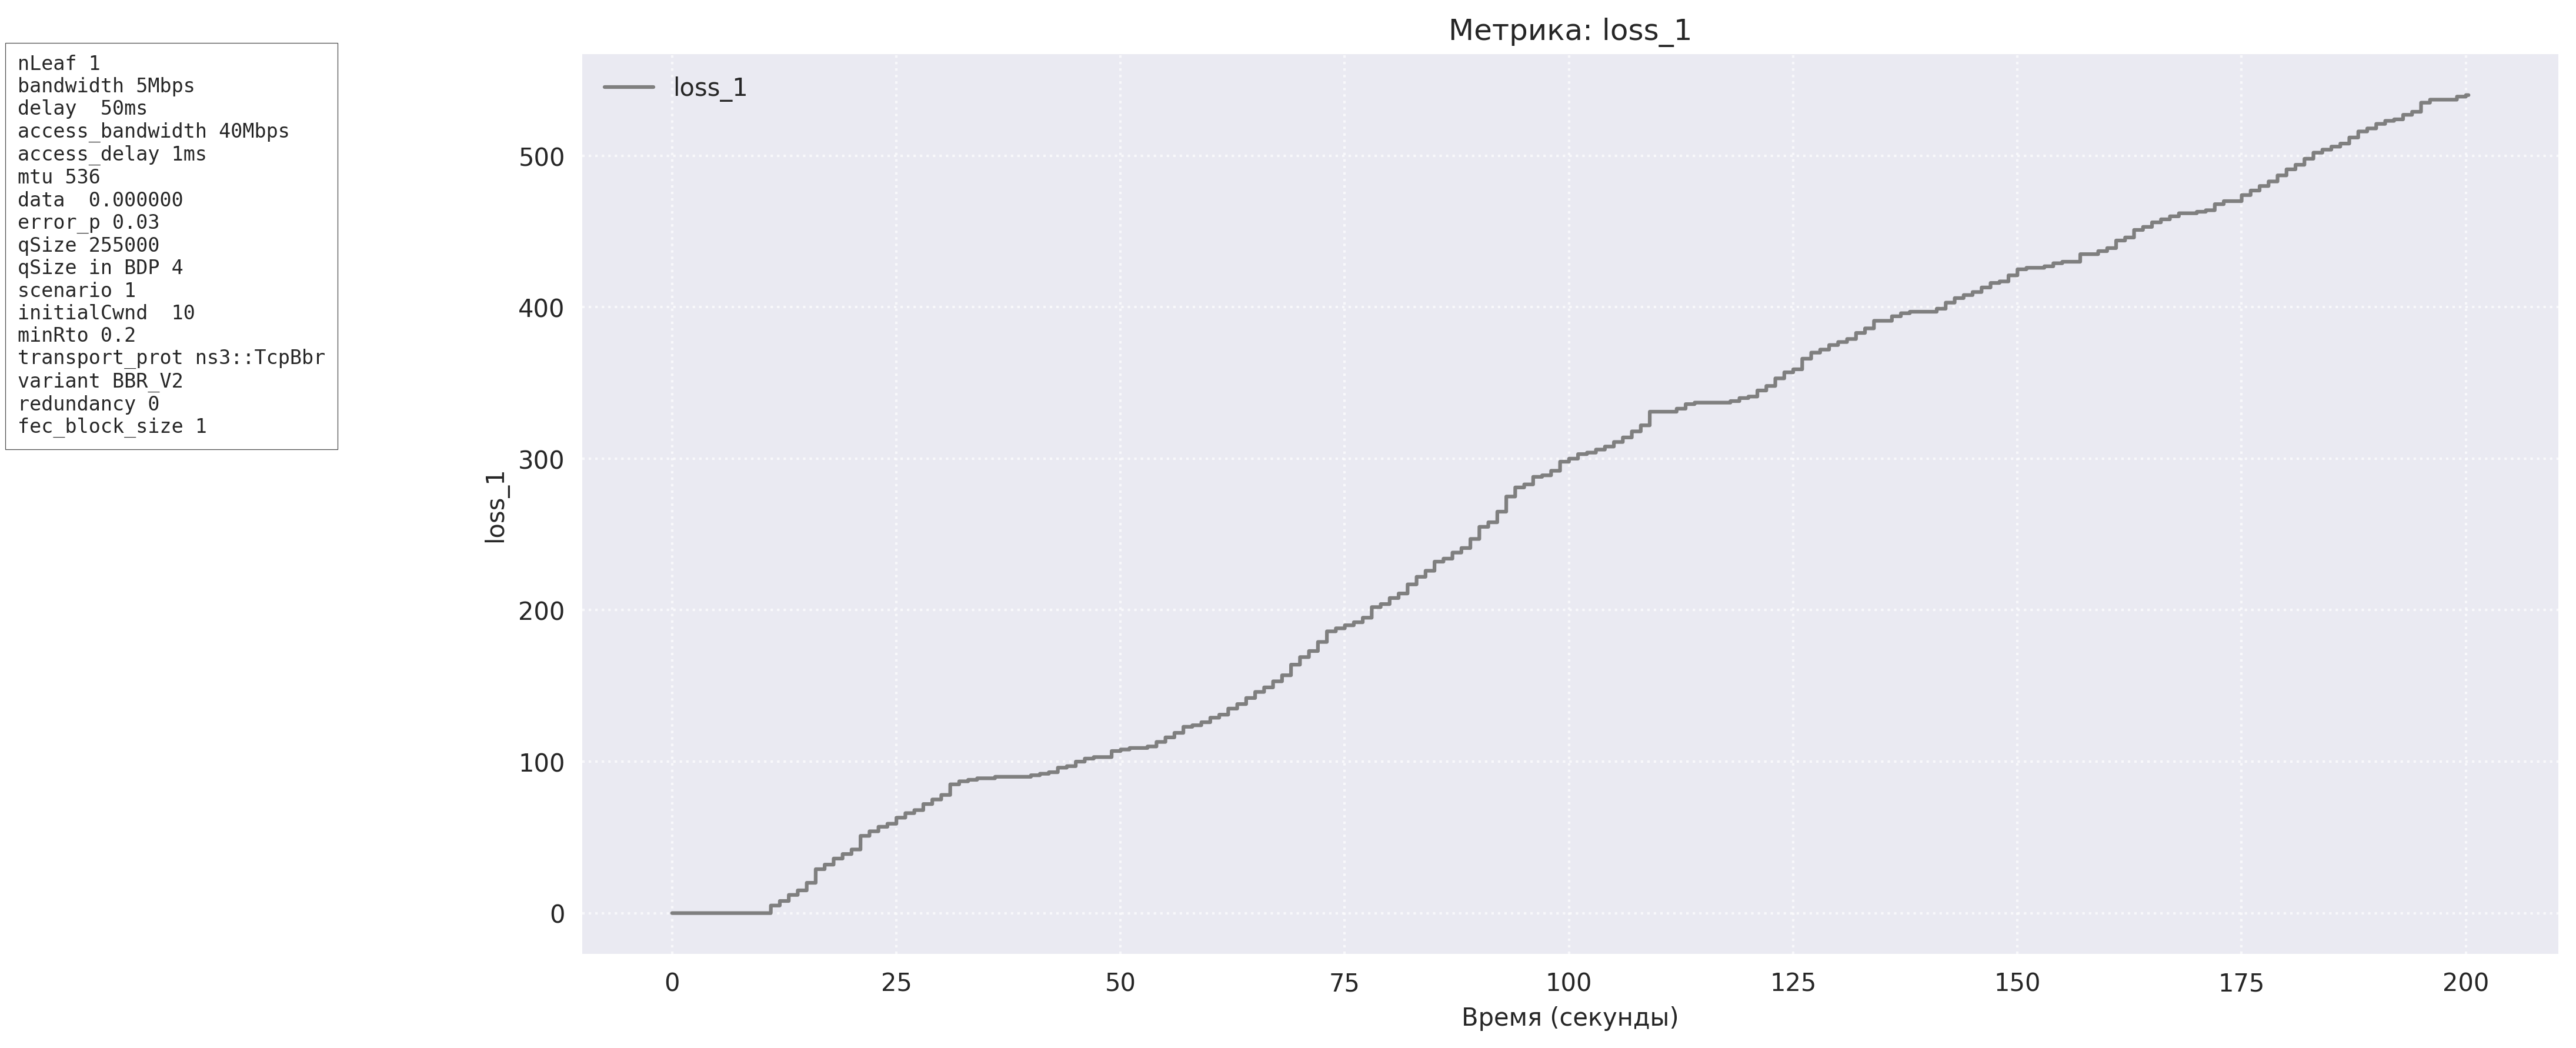 Метрика: loss_1
nLeaf 1
bandwidth 5Mbps
delay  50ms
access_bandwidth 40Mbps
access_delay 1ms
mtu 536
data  0.000000
error_p 0.03
qSize 255000
qSize in BDP 4
scenario 1
initialCwnd  10
minRto 0.2
transport_prot ns3::TcpBbr
variant BBR_V2
redundancy 0
fec_block_size 1
loss_1
loss_1
500
400
300
200
100
0
0 25 50 75 100 125 150 175 200
Время (секунды)